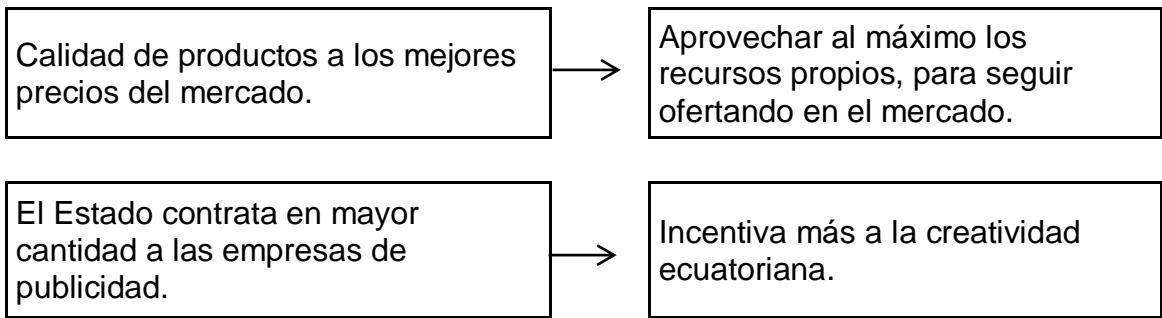 Calidad de productos a los mejores
precios del mercado.
Aprovechar al máximo los
recursos propios, para seguir
ofertando en el mercado.
El Estado contrata en mayor
cantidad a las empresas de
publicidad.
Incentiva más a la creatividad
ecuatoriana.